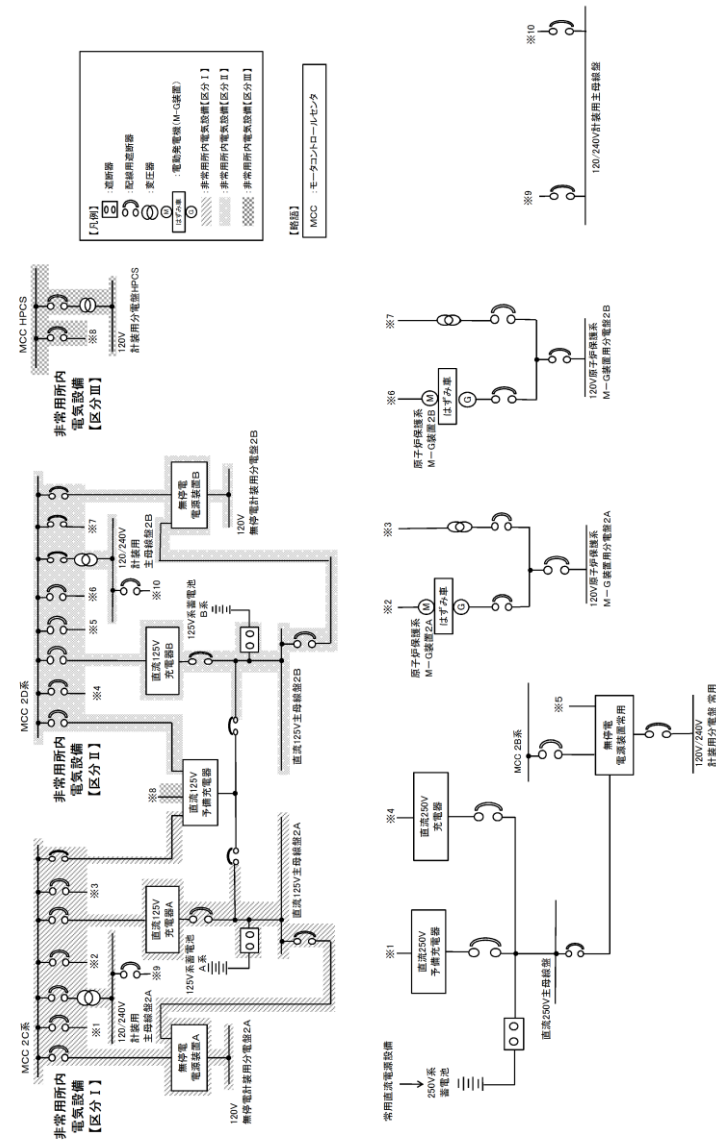 非常用所内
電気設備
【区分Ⅰ】
MCC 2C系
※1
※2
※3
120/240V
計装用
主母線盤2A
※9
無停電
電源装置A
120V
無停電計装用分電盤2A
直流125V
充電器A
125V系蓄電池
A系
直流125V主母線盤2A
※8
直流125V
予備充電器
非常用所内
電気設備
【区分Ⅱ】
MCC 2D系
※4
※5
※6
※7
直流125V
充電器B
120/240V
計装用
主母線盤2B
※10
125V系蓄電池
B系
直流125V主母線盤2B
無停電
電源装置B
120V
無停電計装用分電盤2B
非常用所内
電気設備
【区分Ⅲ】
MCC HPCS
※8
120V
計装用分電盤HPCS
【凡例】
:遮断器
:配線用遮断器
:変圧器
M
はずみ車
G
:電動発電機(M-G装置)
:非常用所内電気設備【区分Ⅰ】
:非常用所内電気設備【区分Ⅱ】
:非常用所内電気設備【区分Ⅲ】
【略語】
MCC :モータコントロールセンタ
常用直流電源設備
250V系
蓄電池
※1
直流250V
予備充電器
※4
直流250V
充電器
直流250V主母線盤
MCC 2B系
※5
無停電
電源装置常用
120V/240V
計装用分電盤 常用
※2
原子炉保護系
M-G装置2A
M
はずみ車
G
※3
120V原子炉保護系
M-G装置用分電盤2A
※6
原子炉保護系
M-G装置2B
M
はずみ車
G
※7
120V原子炉保護系
M-G装置用分電盤2B
※9
※10
120/240V計装用主母線盤